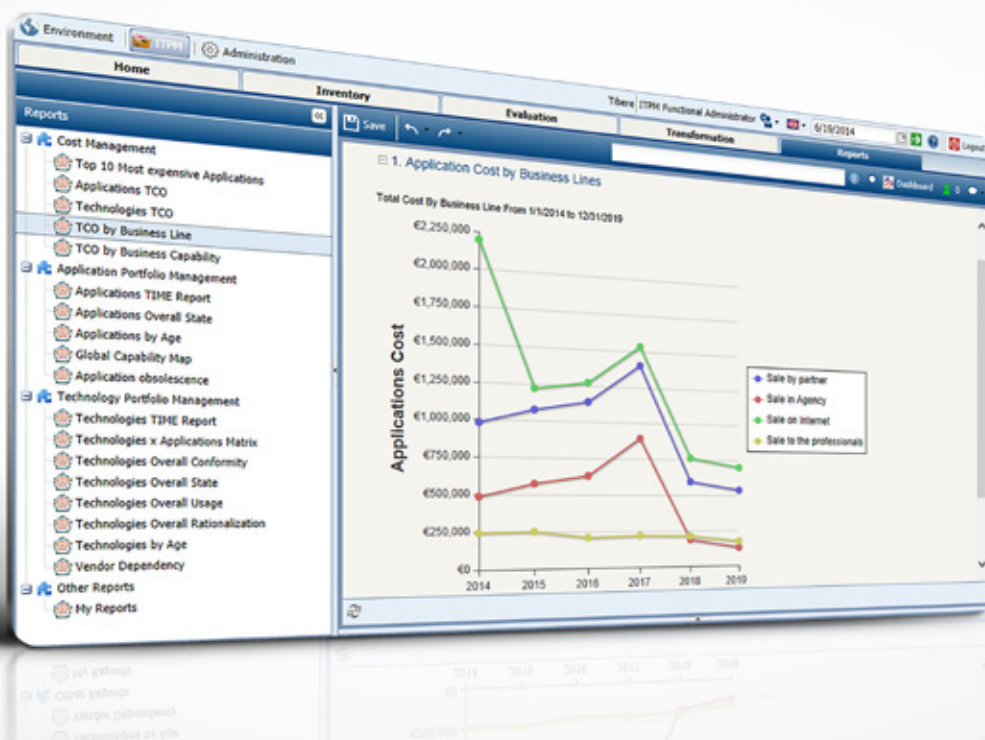 Environment ITPM Administration
Tibere ITPM Functional Administrator 6/19/2014 Logout
Home Inventory Evaluation Transformation Reports
Reports
Save
Dashboard 0
Cost Management
Top 10 Most expensive Applications
Applications TCO
Technologies TCO
TCO by Business Line
TCO by Business Capability
Application Portfolio Management
Applications TIME Report
Applications Overall State
Applications by Age
Global Capability Map
Application obsolescence
Technology Portfolio Management
Technologies TIME Report
Technologies x Applications Matrix
Technologies Overall Conformity
Technologies Overall State
Technologies Overall Usage
Technologies Overall Rationalization
Technologies by Age
Vendor Dependency
Other Reports
My Reports
1. Application Cost by Business Lines
Total Cost By Business Line From 1/1/2014 to 12/31/2019
€2,250,000
€2,000,000
€1,750,000
€1,500,000
€1,250,000
€1,000,000
€750,000
€500,000
€250,000
€0
Applications Cost
2014 2015 2016 2017 2018 2019
Sale by partner
Sale in Agency
Sale on Internet
Sale to the professionals